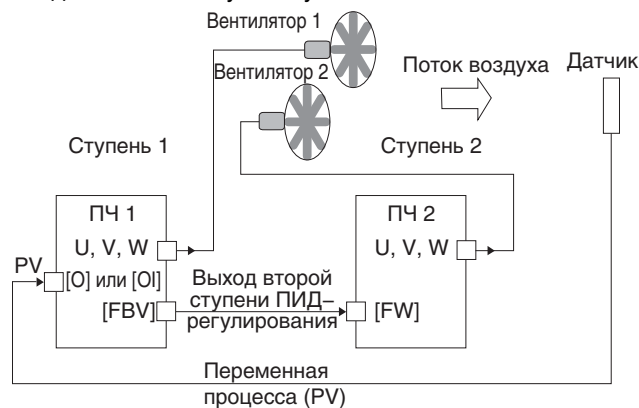 Вентилятор 1
Вентилятор 2
Поток воздуха
Датчик
Ступень 1
Ступень 2
ПЧ 1
U, V, W
PV
[O] или [OI]
[FBV]
Выход второй
ступени ПИД–
регулирования
ПЧ 2
U, V, W
[FW]
Переменная
процесса (PV)